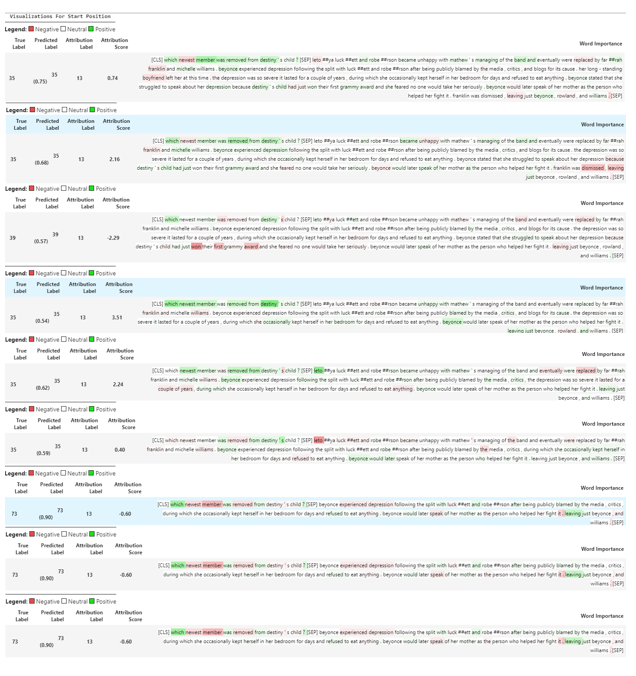 Visualizations For Start Position
Legend: Negative Neutral Positive
True Label Predicted Label Attribution Label Attribution Score Word Importance
35 35 (0.75) 13 0.74 [CLS] which newest member was removed from destiny ' s child ? [SEP] leto ##ya luck ##ett and robe ##rson became unhappy with mathew ' s managing of the band and eventually were replaced by far ##rah
franklin and michelle williams . beyonce experienced depression following the split with luck ##ett and robe ##rson after being publicly blamed by the media , critics , and blogs for its cause . her long - standing
boyfriend left her at this time . the depression was so severe it lasted for a couple of years , during which she occasionally kept herself in her bedroom for days and refused to eat anything . beyonce stated that she
struggled to speak about her depression because destiny ' s child had just won their first grammy award and she feared no one would take her seriously . beyonce would later speak of her mother as the person who
helped her fight it . franklin was dismissed , leaving just beyonce , rowland , and williams . [SEP]
Legend: Negative Neutral Positive
True Label Predicted Label Attribution Label Attribution Score Word Importance
35 35 (0.68) 13 2.16 [CLS] which newest member was removed from destiny ' s child ? [SEP] leto ##ya luck ##ett and robe ##rson became unhappy with mathew ' s managing of the band and eventually were replaced by far ##rah
franklin and michelle williams . beyonce experienced depression following the split with luck ##ett and robe ##rson after being publicly blamed by the media , critics , and blogs for its cause . the depression was so
severe it lasted for a couple of years , during which she occasionally kept herself in her bedroom for days and refused to eat anything . beyonce stated that she struggled to speak about her depression because
destiny ' s child had just won their first grammy award and she feared no one would take her seriously . beyonce would later speak of her mother as the person who helped her fight it . franklin was dismissed , leaving
just beyonce , rowland , and williams . [SEP]
Legend: Negative Neutral Positive
True Label Predicted Label Attribution Label Attribution Score Word Importance
39 39 (0.57) 13 -2.29 [CLS] which newest member was removed from destiny ' s child ? [SEP] leto ##ya luck ##ett and robe ##rson became unhappy with mathew ' s managing of the band and eventually were replaced by far ##rah
franklin and michelle williams . beyonce experienced depression following the split with luck ##ett and robe ##rson after being publicly blamed by the media , critics , and blogs for its cause . the depression was so
severe it lasted for a couple of years , during which she occasionally kept herself in her bedroom for days and refused to eat anything . beyonce stated that she struggled to speak about her depression because
destiny ' s child had just won their first grammy award and she feared no one would take her seriously . beyonce would later speak of her mother as the person who helped her fight it . leaving just beyonce , rowland ,
and williams . [SEP]
Legend: Negative Neutral Positive
True Label Predicted Label Attribution Label Attribution Score Word Importance
35 35 (0.54) 13 3.51 [CLS] which newest member was removed from destiny ' s child ? [SEP] leto ##ya luck ##ett and robe ##rson became unhappy with mathew ' s managing of the band and eventually were replaced by far ##rah
franklin and michelle williams . beyonce experienced depression following the split with luck ##ett and robe ##rson after being publicly blamed by the media , critics , and blogs for its cause . the depression was so
severe it lasted for a couple of years , during which she occasionally kept herself in her bedroom for days and refused to eat anything . beyonce would later speak of her mother as the person who helped her fight it .
leaving just beyonce , rowland , and williams . [SEP]
Legend: Negative Neutral Positive
True Label Predicted Label Attribution Label Attribution Score Word Importance
35 35 (0.62) 13 2.24 [CLS] which newest member was removed from destiny ' s child ? [SEP] leto ##ya luck ##ett and robe ##rson became unhappy with mathew ' s managing of the band and eventually were replaced by far ##rah
franklin and michelle williams . beyonce experienced depression following the split with luck ##ett and robe ##rson after being publicly blamed by the media , critics , the depression was so severe it lasted for a
couple of years , during which she occasionally kept herself in her bedroom for days and refused to eat anything . beyonce would later speak of her mother as the person who helped her fight it . leaving just
beyonce , rowland , and williams . [SEP]
Legend: Negative Neutral Positive
True Label Predicted Label Attribution Label Attribution Score Word Importance
35 35 (0.59) 13 0.40 [CLS] which newest member was removed from destiny ' s child ? [SEP] leto ##ya luck ##ett and robe ##rson became unhappy with mathew ' s managing of the band and eventually were replaced by far ##rah
franklin and michelle williams . beyonce experienced depression following the split with luck ##ett and robe ##rson after being publicly blamed by the media , critics , during which she occasionally kept herself in
her bedroom for days and refused to eat anything . beyonce would later speak of her mother as the person who helped her fight it . leaving just beyonce , and williams . [SEP]
Legend: Negative Neutral Positive
True Label Predicted Label Attribution Label Attribution Score Word Importance
73 73 (0.90) 13 -0.60 [CLS] which newest member was removed from destiny ' s child ? [SEP] beyonce experienced depression following the split with luck ##ett and robe ##rson after being publicly blamed by the media , critics ,
during which she occasionally kept herself in her bedroom for days and refused to eat anything . beyonce would later speak of her mother as the person who helped her fight it . leaving just beyonce , and
williams . [SEP]
Legend: Negative Neutral Positive
True Label Predicted Label Attribution Label Attribution Score Word Importance
73 73 (0.90) 13 -0.60 [CLS] which newest member was removed from destiny ' s child ? [SEP] beyonce experienced depression following the split with luck ##ett and robe ##rson after being publicly blamed by the media , critics ,
during which she occasionally kept herself in her bedroom for days and refused to eat anything . beyonce would later speak of her mother as the person who helped her fight it . leaving just beyonce , and
williams . [SEP]
Legend: Negative Neutral Positive
True Label Predicted Label Attribution Label Attribution Score Word Importance
73 73 (0.90) 13 -0.60 [CLS] which newest member was removed from destiny ' s child ? [SEP] beyonce experienced depression following the split with luck ##ett and robe ##rson after being publicly blamed by the media , critics ,
during which she occasionally kept herself in her bedroom for days and refused to eat anything . beyonce would later speak of her mother as the person who helped her fight it . leaving just beyonce , and
williams . [SEP]